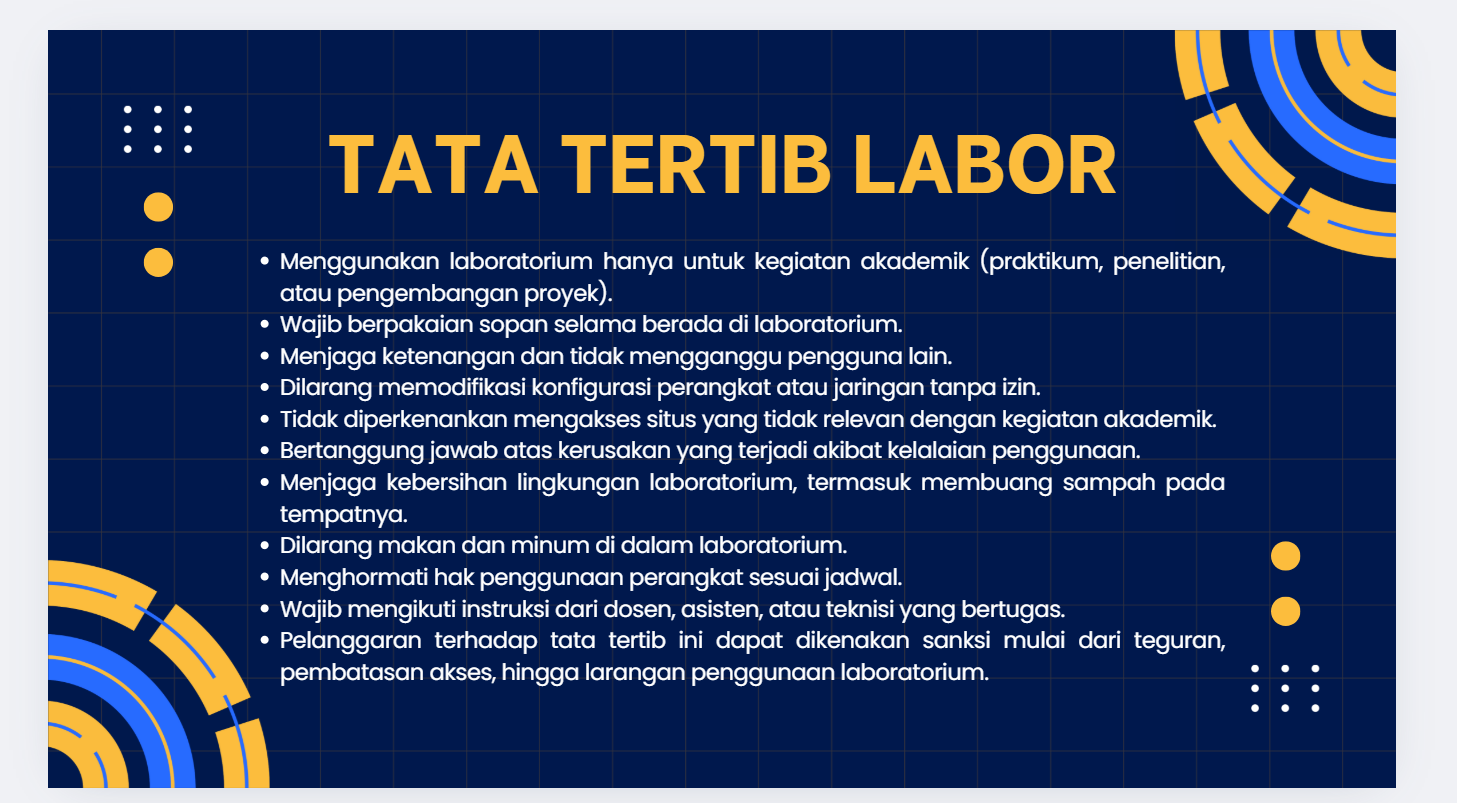 TATA TERTIB LABOR
• Menggunakan laboratorium hanya untuk kegiatan akademik (praktikum, penelitian,
atau pengembangan proyek).
• Wajib berpakaian sopan selama berada di laboratorium.
• Menjaga ketenangan dan tidak mengganggu pengguna lain.
• Dilarang memodifikasi konfigurasi perangkat atau jaringan tanpa izin.
• Tidak diperkenankan mengakses situs yang tidak relevan dengan kegiatan akademik.
• Bertanggung jawab atas kerusakan yang terjadi akibat kelalaian penggunaan.
• Menjaga kebersihan lingkungan laboratorium, termasuk membuang sampah pada
tempatnya.
• Dilarang makan dan minum di dalam laboratorium.
• Menghormati hak penggunaan perangkat sesuai jadwal.
• Wajib mengikuti instruksi dari dosen, asisten, atau teknisi yang bertugas.
• Pelanggaran terhadap tata tertib ini dapat dikenakan sanksi mulai dari teguran,
pembatasan akses, hingga larangan penggunaan laboratorium.